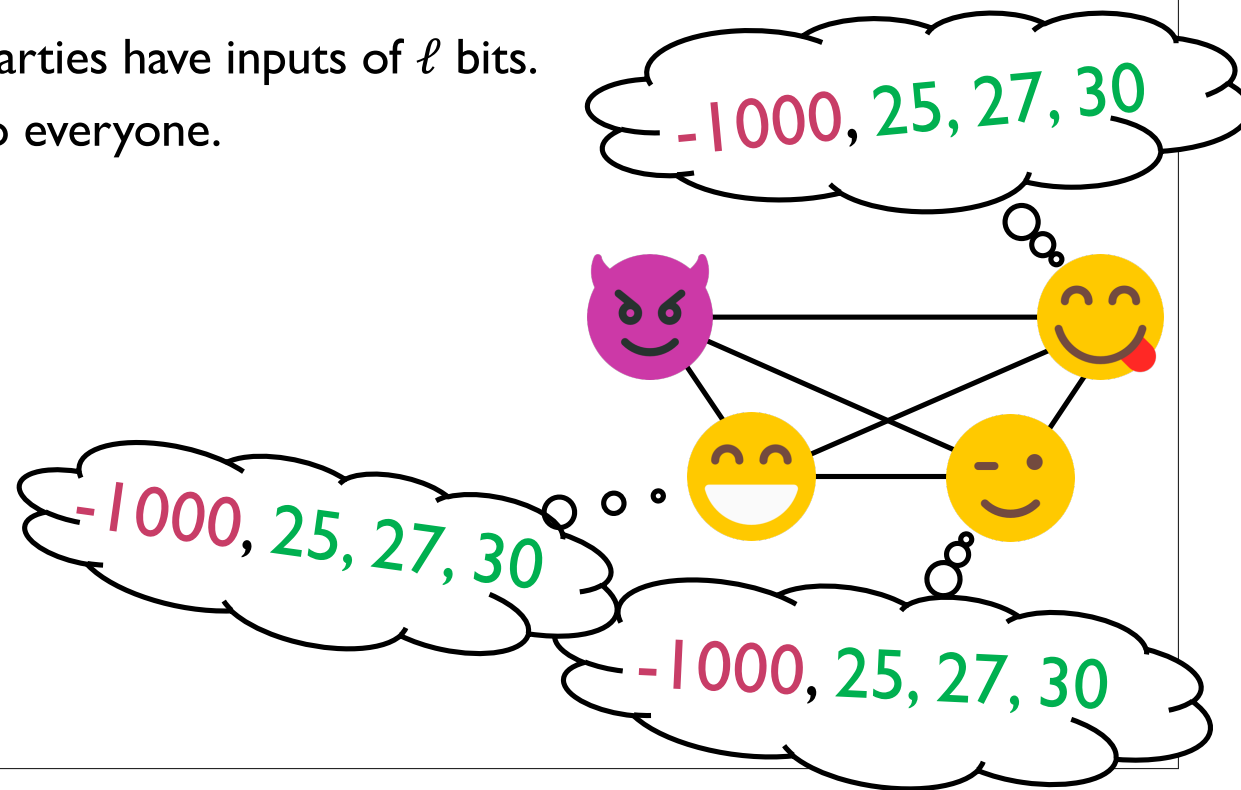 arties have inputs of ℓ bits.
o everyone.
-1000, 25, 27, 30
-1000, 25, 27, 30
-1000, 25, 27, 30